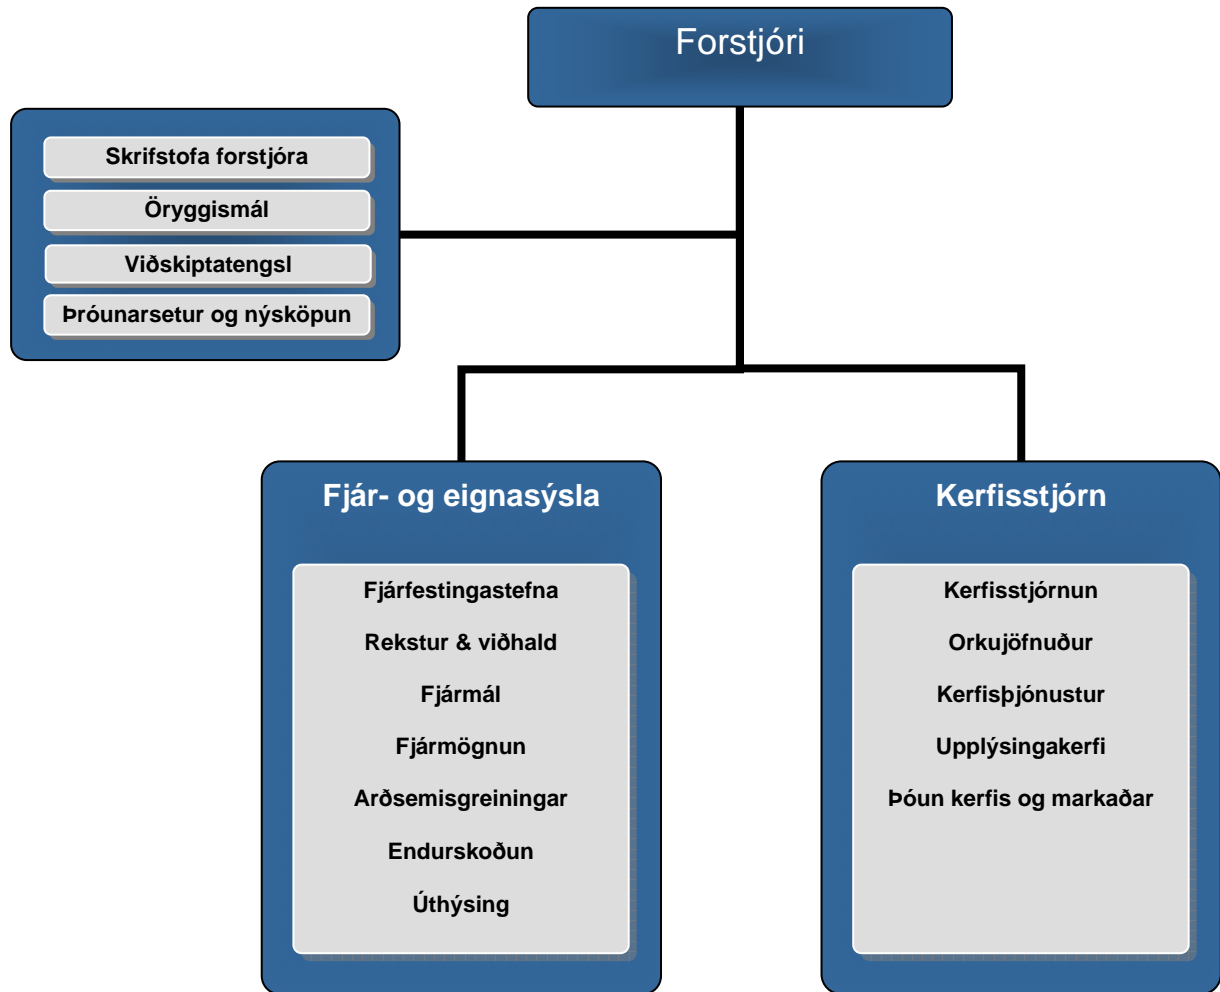 Forstjóri
Skrifstofa forstjóra
Öryggismál
Viðskiptatengsl
Þróunarsetur og nýsköpun
Fjár- og eignasýsla
Fjárfestingastefna
Rekstur & viðhald
Fjármál
Fjármögnun
Arðsemisgreiningar
Endurskoðun
Úthýsing
Kerfisstjórn
Kerfisstjórnun
Orkujöfnuður
Kerfisþjónustur
Upplýsingakerfi
Þóun kerfis og markaðar